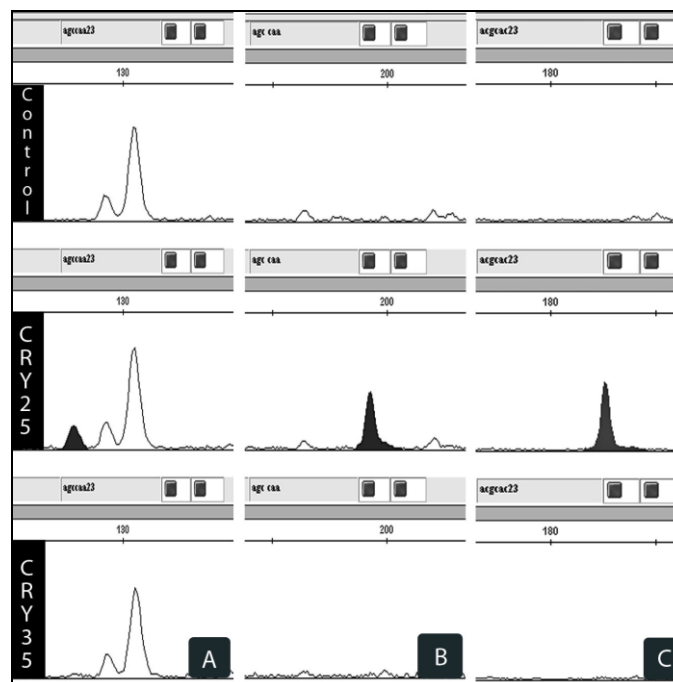 agccaa23 agc caa acgcac23
130 200 180
Control
agccaa23 agc caa acgcac23
130 200 180
CRY25
agccaa23 agc caa acgcac23
130 200 180
CRY35
A B C